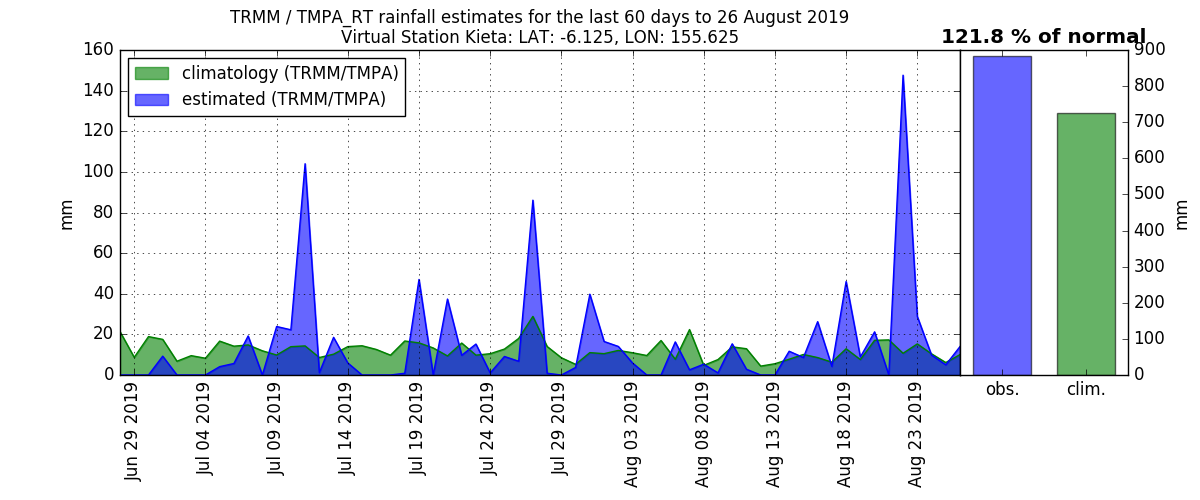 TRMM / TMPA_RT rainfall estimates for the last 60 days to 26 August 2019
Virtual Station Kieta: LAT: -6.125, LON: 155.625
121.8 % of normal
climatology (TRMM/TMPA)
estimated (TRMM/TMPA)
160
140
120
100
80
60
40
20
0
mm
900
800
700
600
500
400
300
200
100
0
mm
Jun 29 2019
Jul 04 2019
Jul 09 2019
Jul 14 2019
Jul 19 2019
Jul 24 2019
Jul 29 2019
Aug 03 2019
Aug 08 2019
Aug 13 2019
Aug 18 2019
Aug 23 2019
obs.
clim.